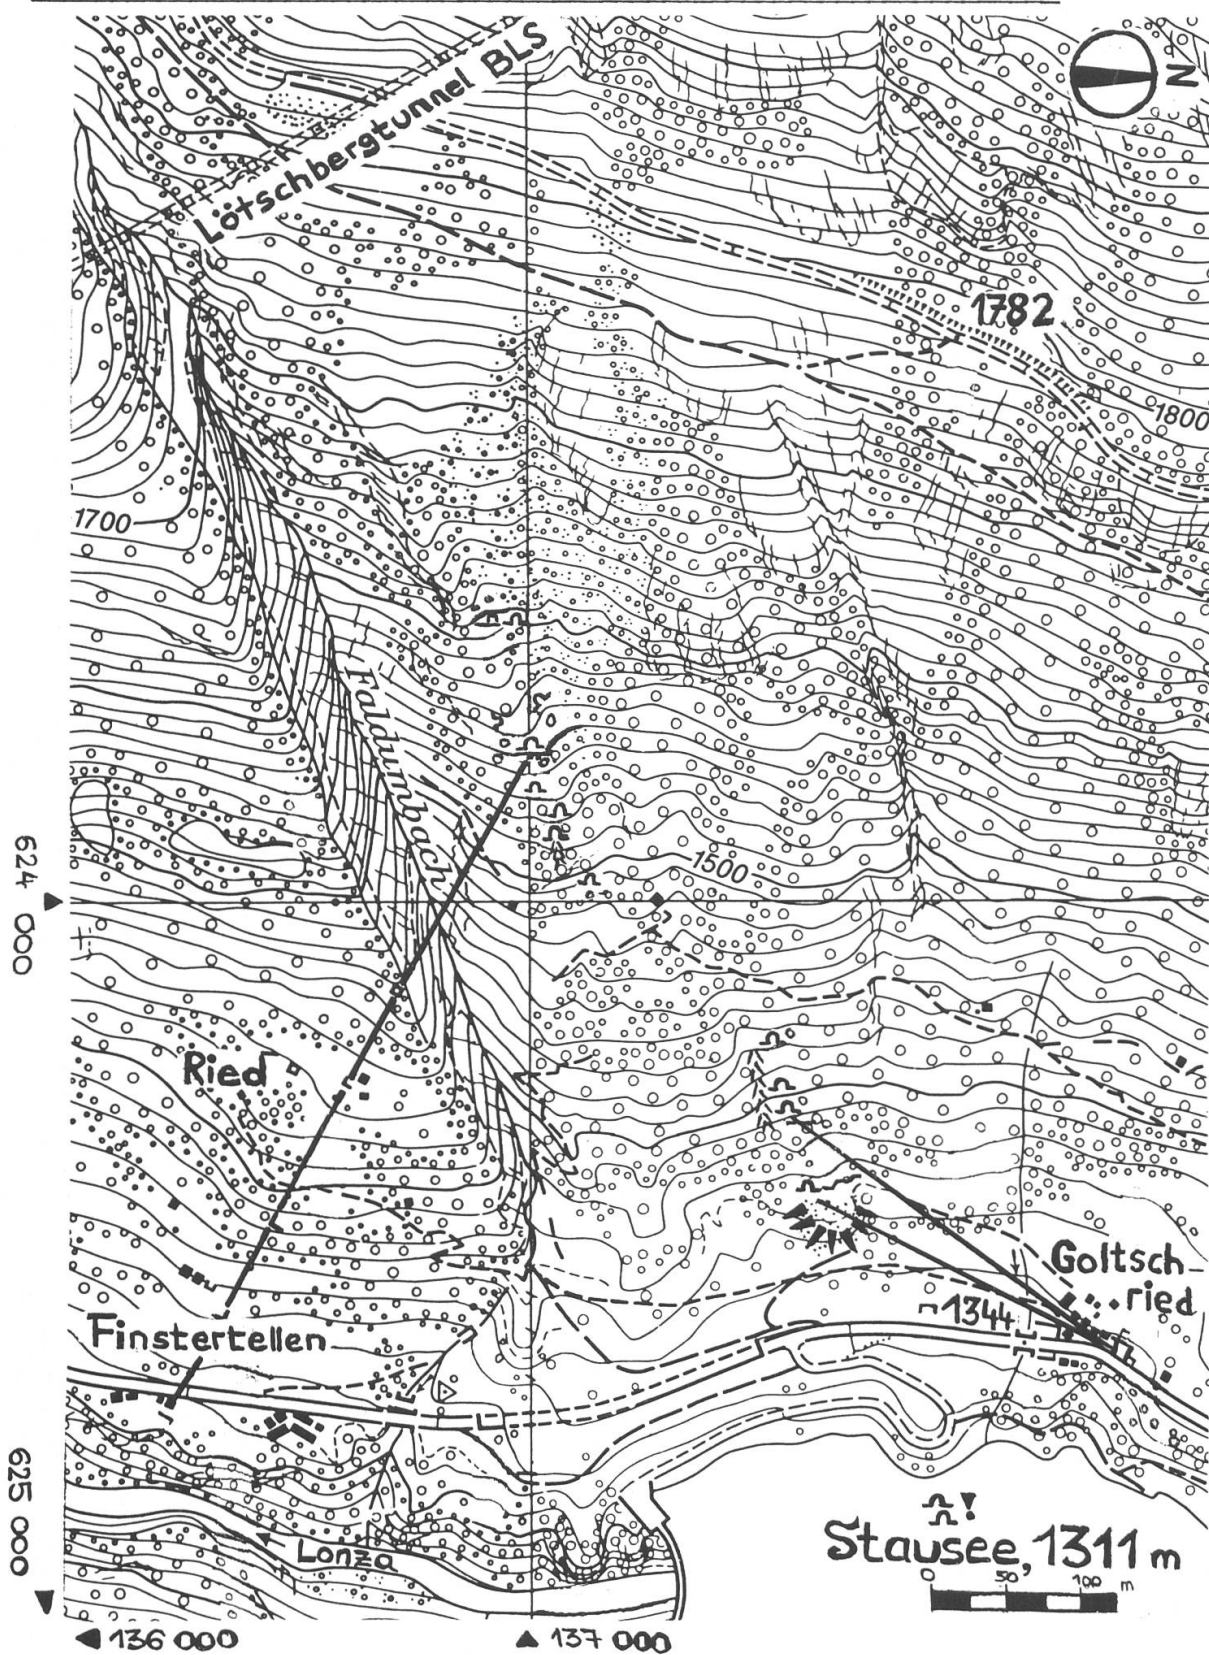 Lötschbergtunnel BLS
N
1782
1800
1700
Faldumbach
1500
624 000
Ried
Goltsch
ried
1344
Finstertellen
625 000
Stausee, 1311 m
Lonza
0 50 100 m
136 000
137 000